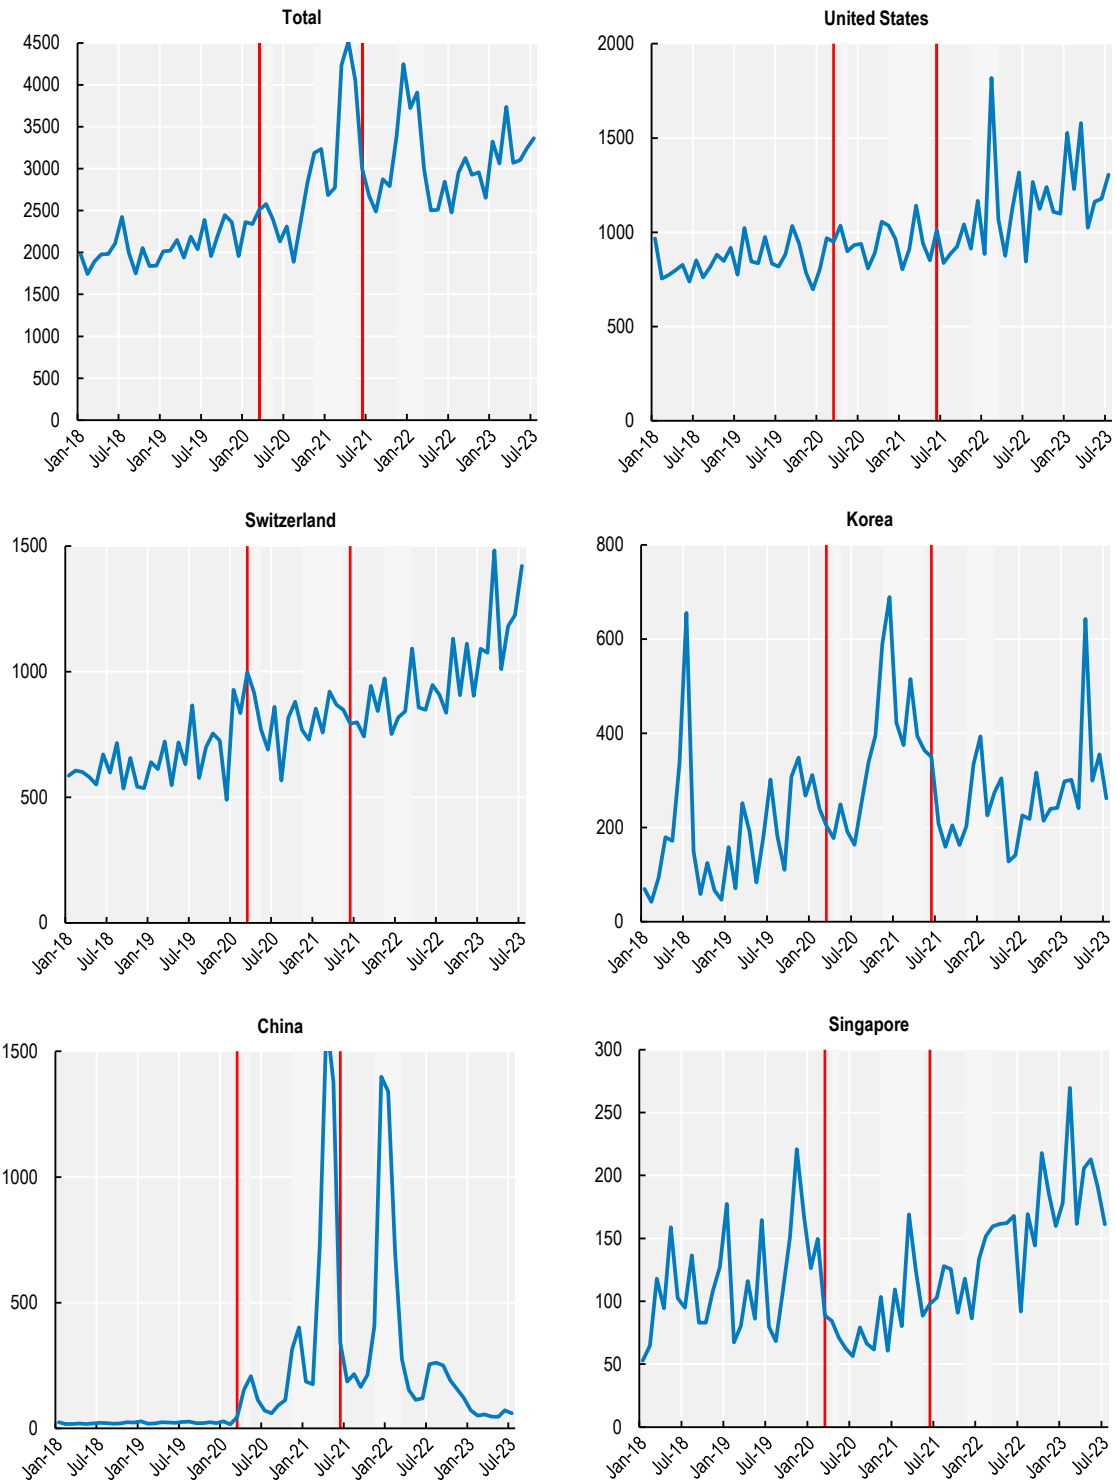 Total
4500
4000
3500
3000
2500
2000
1500
1000
500
0
Jan-18 Jul-18 Jan-19 Jul-19 Jan-20 Jul-20 Jan-21 Jul-21 Jan-22 Jul-22 Jan-23 Jul-23
United States
2000
1500
1000
500
0
Jan-18 Jul-18 Jan-19 Jul-19 Jan-20 Jul-20 Jan-21 Jul-21 Jan-22 Jul-22 Jan-23 Jul-23
Switzerland
1500
1000
500
0
Jan-18 Jul-18 Jan-19 Jul-19 Jan-20 Jul-20 Jan-21 Jul-21 Jan-22 Jul-22 Jan-23 Jul-23
Korea
800
600
400
200
0
Jan-18 Jul-18 Jan-19 Jul-19 Jan-20 Jul-20 Jan-21 Jul-21 Jan-22 Jul-22 Jan-23 Jul-23
China
1500
1000
500
0
Jan-18 Jul-18 Jan-19 Jul-19 Jan-20 Jul-20 Jan-21 Jul-21 Jan-22 Jul-22 Jan-23 Jul-23
Singapore
300
250
200
150
100
50
0
Jan-18 Jul-18 Jan-19 Jul-19 Jan-20 Jul-20 Jan-21 Jul-21 Jan-22 Jul-22 Jan-23 Jul-23